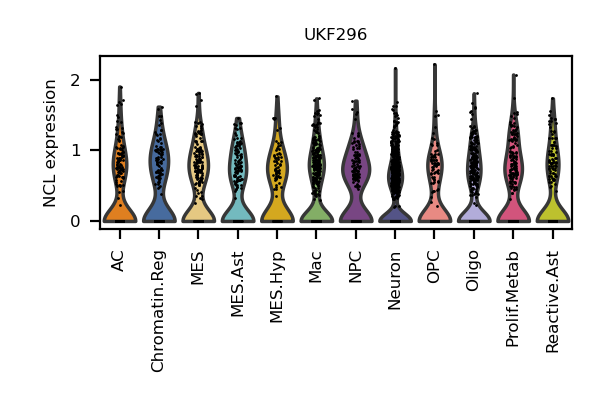 UKF296
NCL expression
2
1
0
AC
Chromatin.Reg
MES
MES.Ast
MES.Hyp
Mac
NPC
Neuron
OPC
Oligo
Prolif.Metab
Reactive.Ast